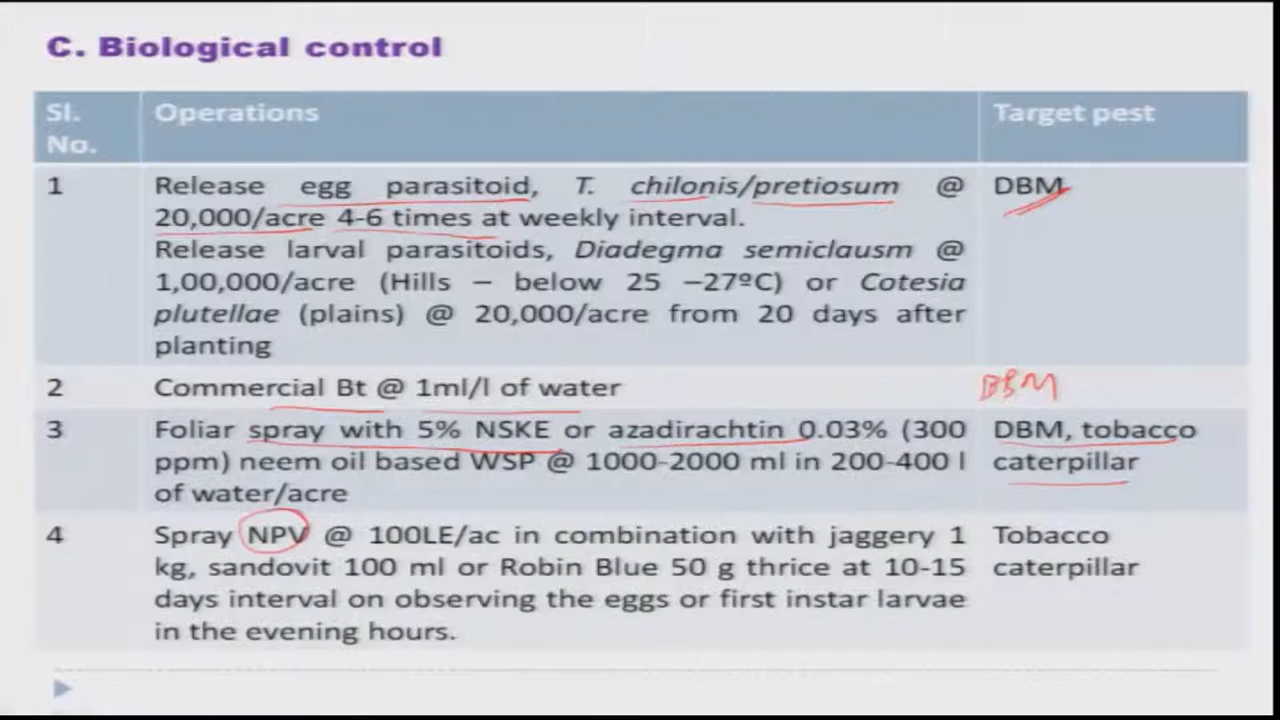 C. Biological control
Sl.
No.
Operations
Target pest
1
Release egg parasitoid, T. chilonis/pretiosum @
20,000/acre 4-6 times at weekly interval.
Release larval parasitoids, Diadegma semiclausm @
1,00,000/acre (Hills – below 25 –27ºC) or Cotesia
plutellae (plains) @ 20,000/acre from 20 days after
planting
DBM
2
Commercial Bt @ 1ml/l of water
DBM
3
Foliar spray with 5% NSKE or azadirachtin 0.03% (300
ppm) neem oil based WSP @ 1000-2000 ml in 200-400 l
of water/acre
DBM, tobacco
caterpillar
4
Spray NPV @ 100LE/ac in combination with jaggery 1
kg, sandovit 100 ml or Robin Blue 50 g thrice at 10-15
days interval on observing the eggs or first instar larvae
in the evening hours.
Tobacco
caterpillar